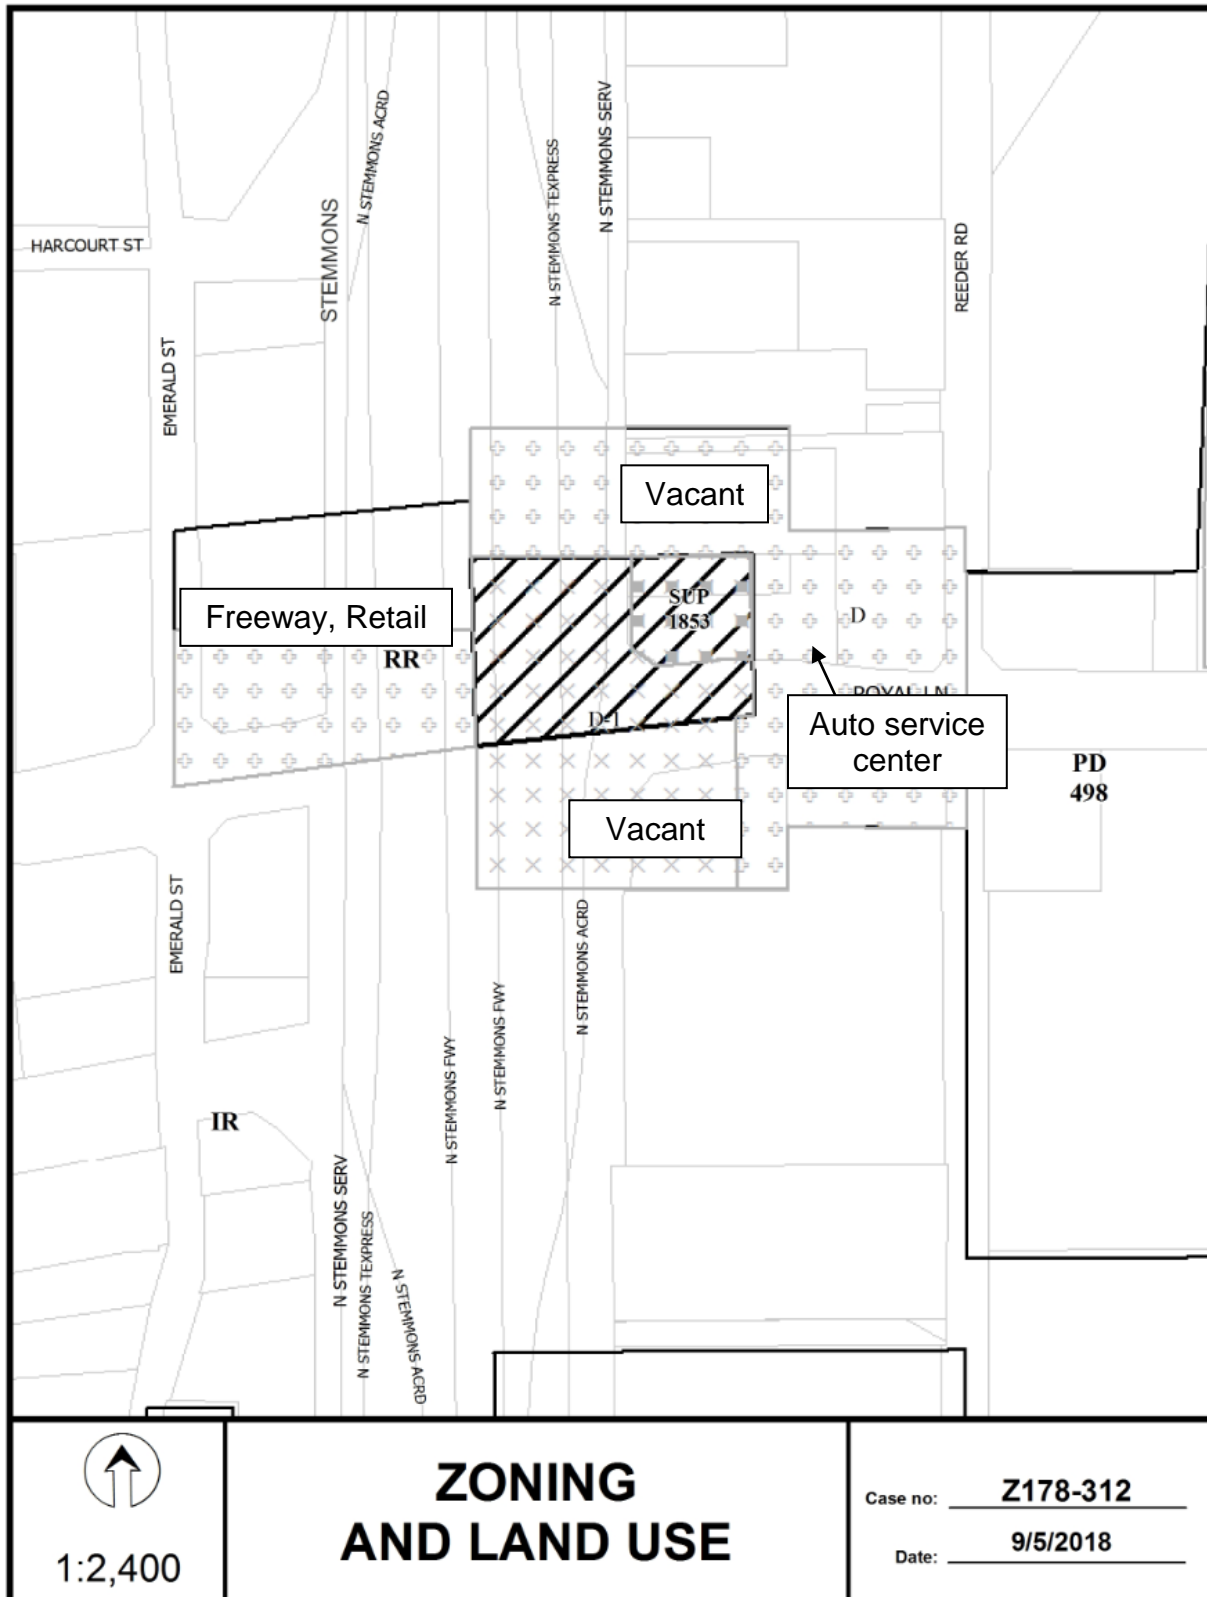 N STEMMONS ACRD
N STEMMONS SERV
N STEMMONS TEXPRESS
STEMMONS
HARCOURT ST
REEDER RD
EMERALD ST
Vacant
SUP
1853
D
Freeway, Retail
RR
ROYAL LN
D-1
Auto service
center
PD
498
Vacant
EMERALD ST
N STEMMONS ACRD
N STEMMONS FWY
N STEMMONS FWY
IR
N STEMMONS SERV
N STEMMONS TEXPRESS
N STEMMONS ACRD
1:2,400
ZONING
AND LAND USE
Case no: Z178-312
Date: 9/5/2018